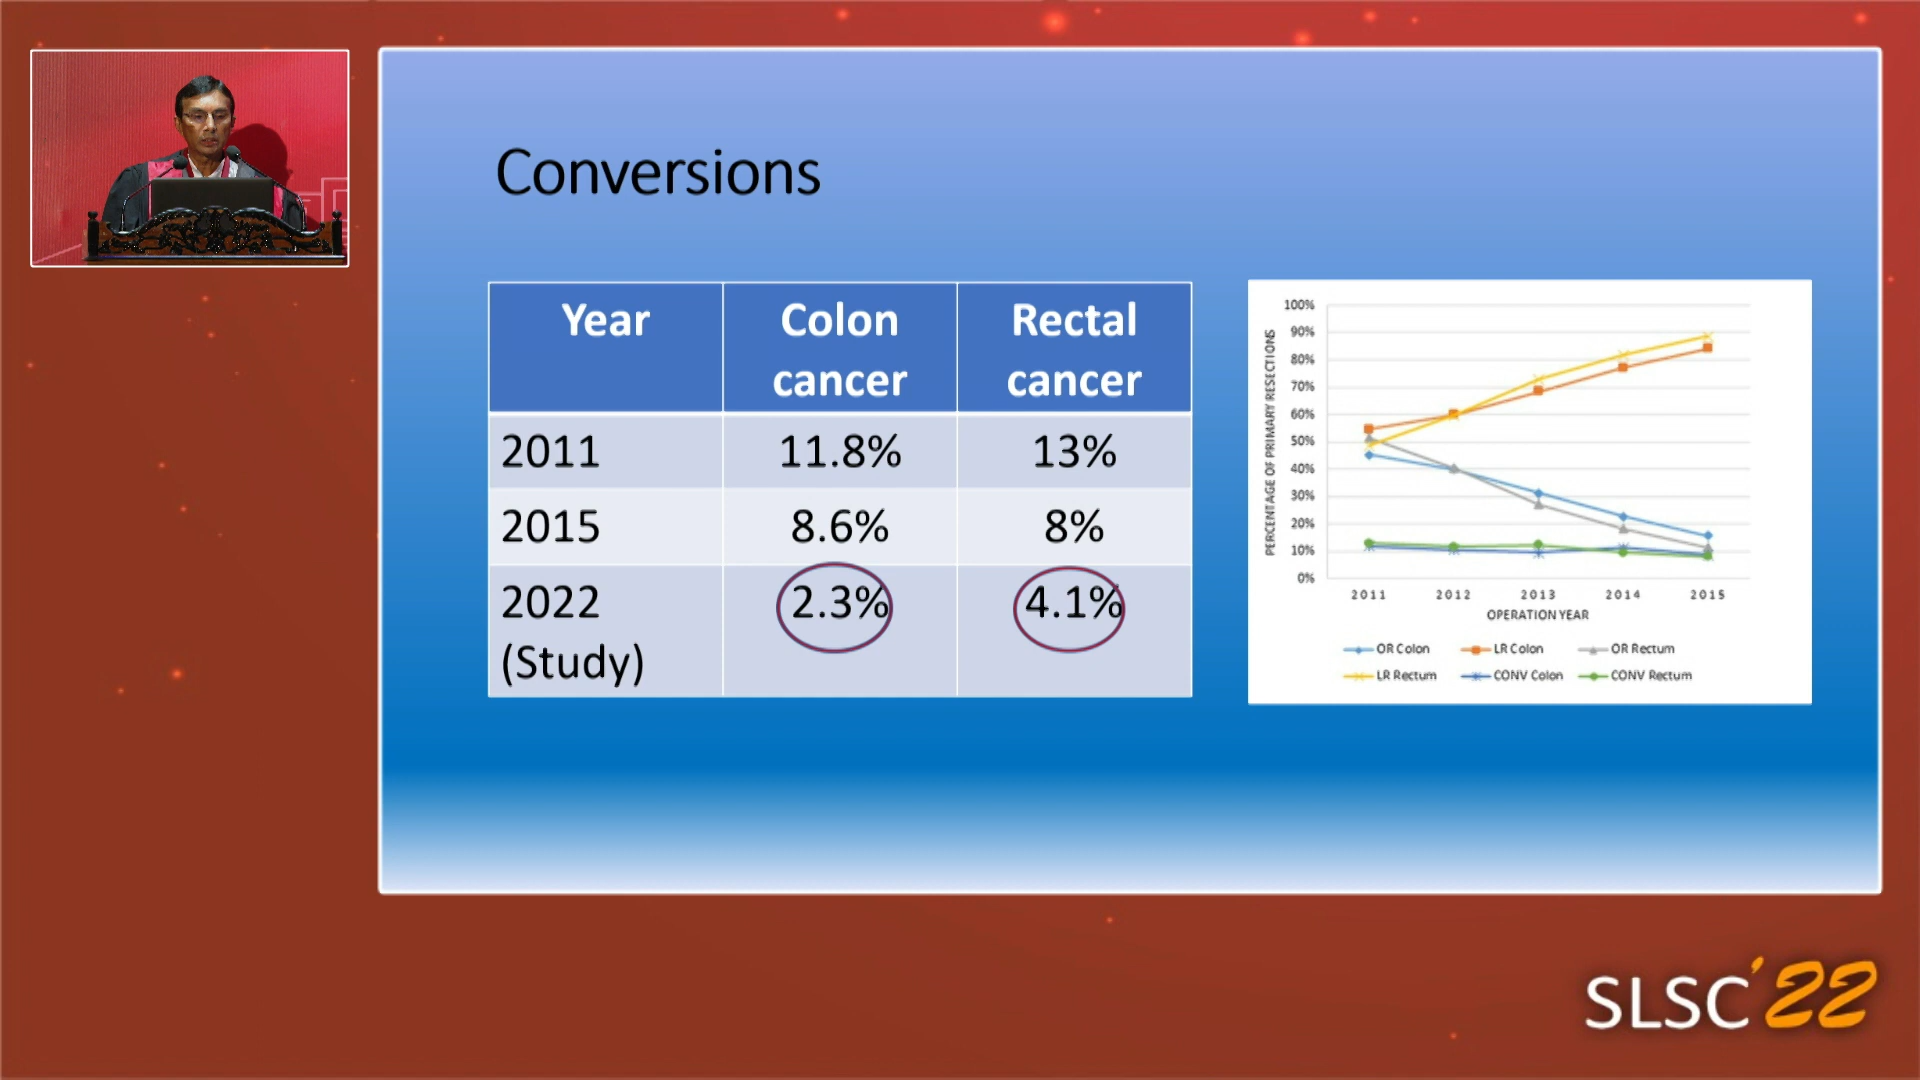 Conversions
Year Colon cancer Rectal cancer
2011 11.8% 13%
2015 8.6% 8%
2022 (Study) 2.3% 4.1%
100%
90%
80%
70%
60%
50%
40%
30%
20%
10%
0%
PERCENTAGE OF PRIMARY RESECTIONS
2011 2012 2013 2014 2015
OPERATION YEAR
OR Colon LR Colon OR Rectum
LR Rectum CONV Colon CONV Rectum
SLSC'22